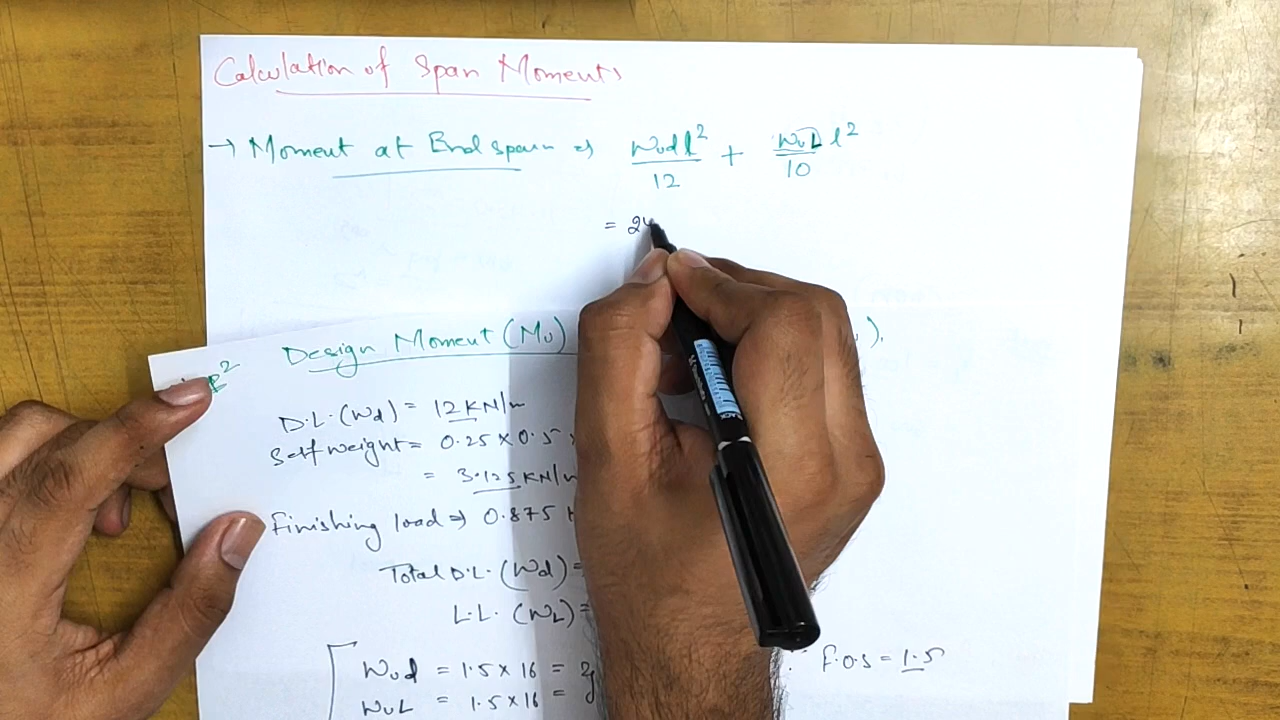 Calculation of Span Moments
→ Moment at End span ⇒ Wud l² / 12 + WuL l² / 10
= 24
Design Moment (Mu) ).
D.L. (Wd) = 12 KN/m
Self weight = 0.25 × 0.5
= 3.125 KN/m
Finishing load ⇒ 0.875
Total D.L. (Wd) =
L.L. (WL) =
Wud = 1.5 × 16 =
WuL = 1.5 × 16 =
∵ F.O.S = 1.5